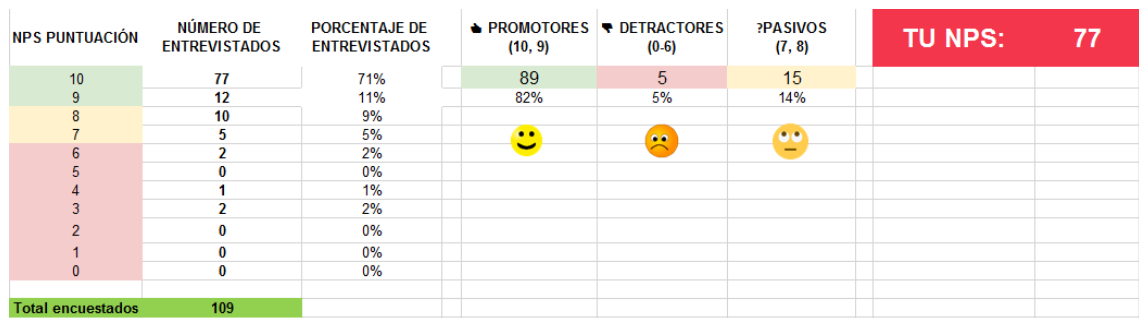 NPS PUNTUACIÓN NÚMERO DE ENTREVISTADOS PORCENTAJE DE ENTREVISTADOS PROMOTORES (10, 9) DETRACTORES (0-6) ?PASIVOS (7, 8) TU NPS: 77
10 77 71% 89 5 15
9 12 11% 82% 5% 14%
8 10 9%
7 5 5%
6 2 2%
5 0 0%
4 1 1%
3 2 2%
2 0 0%
1 0 0%
0 0 0%
Total encuestados 109